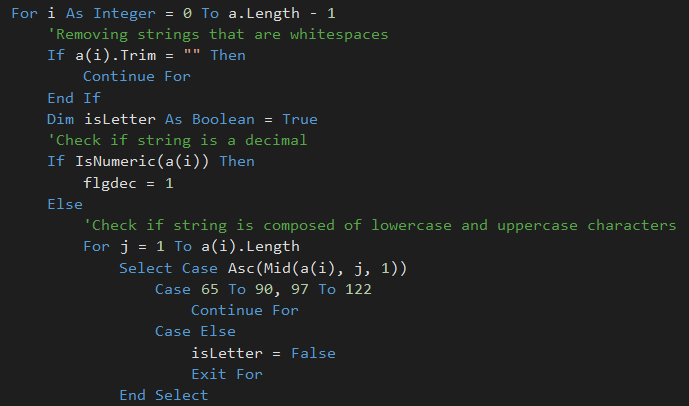 For i As Integer = 0 To a.Length - 1
    'Removing strings that are whitespaces
    If a(i).Trim = "" Then
        Continue For
    End If
    Dim isLetter As Boolean = True
    'Check if string is a decimal
    If IsNumeric(a(i)) Then
        flgdec = 1
    Else
        'Check if string is composed of lowercase and uppercase characters
        For j = 1 To a(i).Length
            Select Case Asc(Mid(a(i), j, 1))
                Case 65 To 90, 97 To 122
                    Continue For
                Case Else
                    isLetter = False
                    Exit For
            End Select